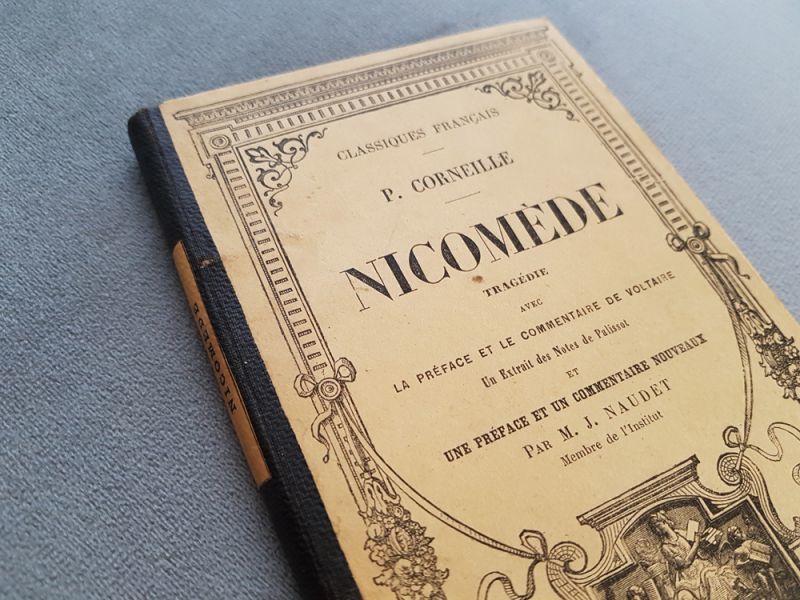 CLASSIQUES FRANÇAIS
P. CORNEILLE
NICOMÈDE
TRAGÉDIE
AVEC
LA PRÉFACE ET LE COMMENTAIRE DE VOLTAIRE
Un Extrait des Notes de Palissot
ET
UNE PRÉFACE ET UN COMMENTAIRE NOUVEAUX
PAR M. J. NAUDET
Membre de l'Institut
NICOMÈDE